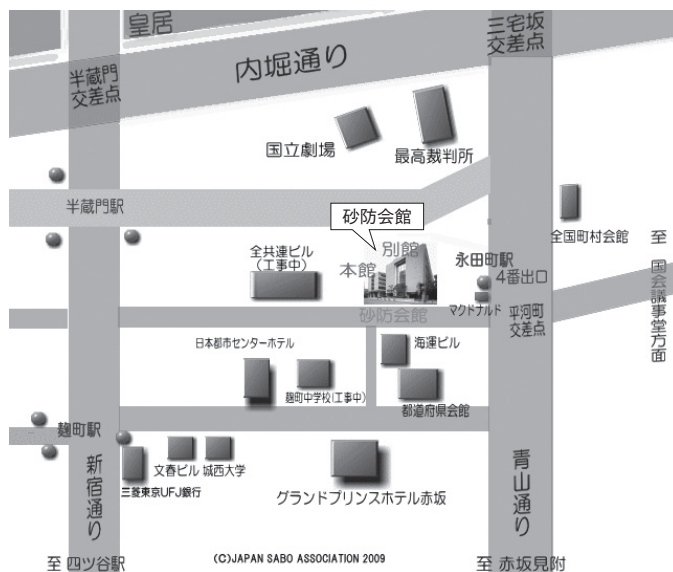 皇居
三宅坂
交差点
内堀通り
半蔵門
交差点
国立劇場
最高裁判所
半蔵門駅
砂防会館
全国町村会館
至 国会議事堂方面
全共連ビル
(工事中)
本館
別館
永田町駅
4番出口
マクドナルド
砂防会館
平河町
交差点
日本都市センターホテル
海運ビル
麹町中学校(工事中)
都道府県会館
麹町駅
新宿通り
三菱東京UFJ銀行
文春ビル
城西大学
グランドプリンスホテル赤坂
青山通り
至 四ツ谷駅
(C)JAPAN SABO ASSOCIATION 2009
至 赤坂見附